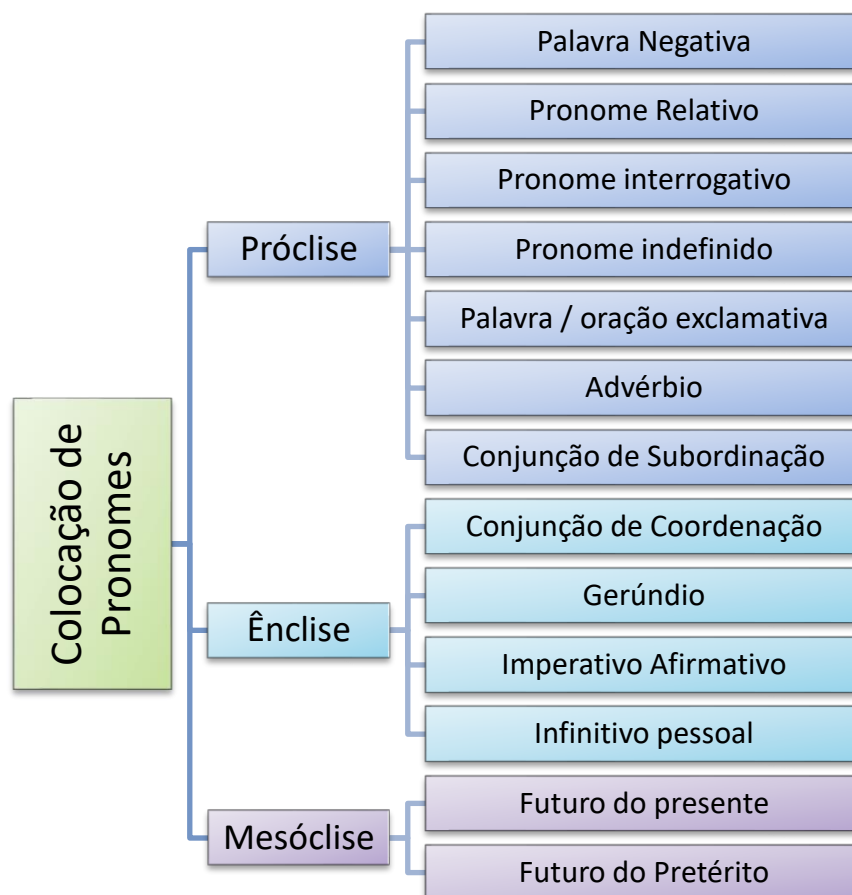 Colocação de
Pronomes
Próclise
Palavra Negativa
Pronome Relativo
Pronome interrogativo
Pronome indefinido
Palavra / oração exclamativa
Advérbio
Conjunção de Subordinação
Ênclise
Conjunção de Coordenação
Gerúndio
Imperativo Afirmativo
Infinitivo pessoal
Mesóclise
Futuro do presente
Futuro do Pretérito